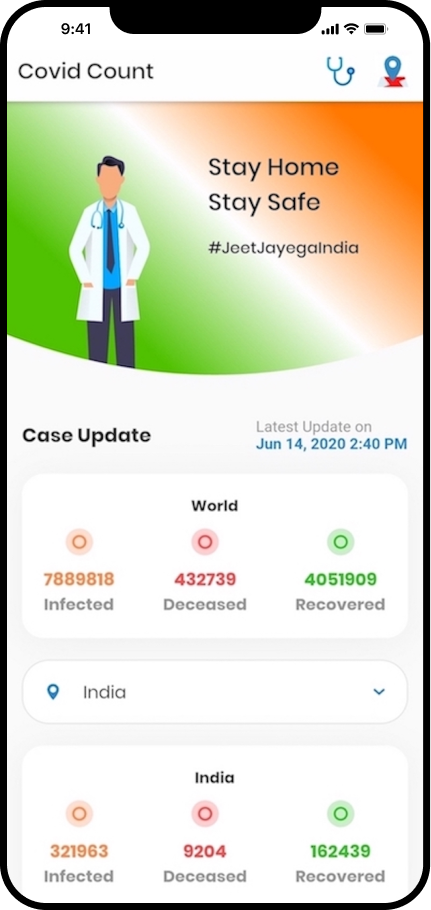 9:41
Covid Count
Stay Home
Stay Safe
#JeetJayegaIndia
Case Update
Latest Update on
Jun 14, 2020 2:40 PM
World
7889818 432739 4051909
Infected Deceased Recovered
India
India
321963 9204 162439
Infected Deceased Recovered